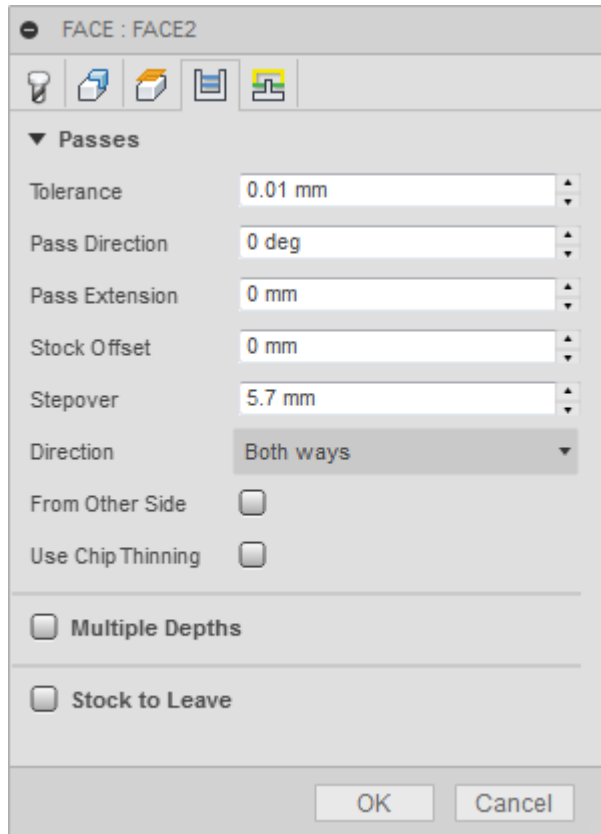 FACE : FACE2
Passes
Tolerance 0.01 mm
Pass Direction 0 deg
Pass Extension 0 mm
Stock Offset 0 mm
Stepover 5.7 mm
Direction Both ways
From Other Side
Use Chip Thinning
Multiple Depths
Stock to Leave
OK Cancel